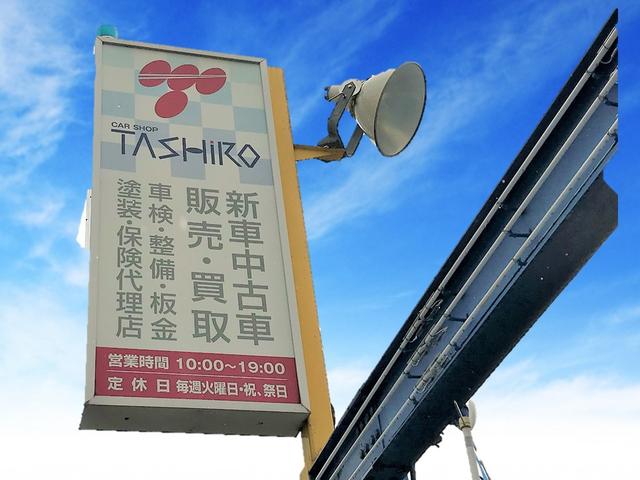 CAR SHOP
TASHIRO
新車中古車
販売・買取
車検・整備・板金
塗装・保険代理店
営業時間 10:00～19:00
定休日 毎週火曜日・祝、祭日